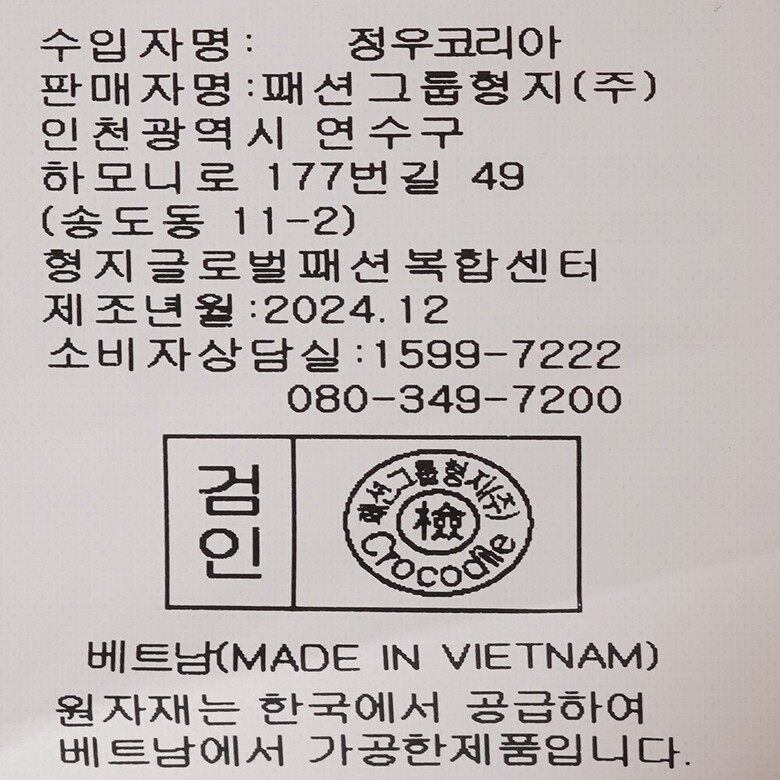 수입자명: 정우코리아
판매자명:패션그룹형지(주)
인천광역시 연수구
하모니로 177번길 49
(송도동 11-2)
형지글로벌패션복합센터
제조년월:2024.12
소비자상담실:1599-7222
080-349-7200
검인
패션그룹형지(주)
檢
Crocodile
베트남(MADE IN VIETNAM)
원자재는 한국에서 공급하여
베트남에서 가공한제품입니다.